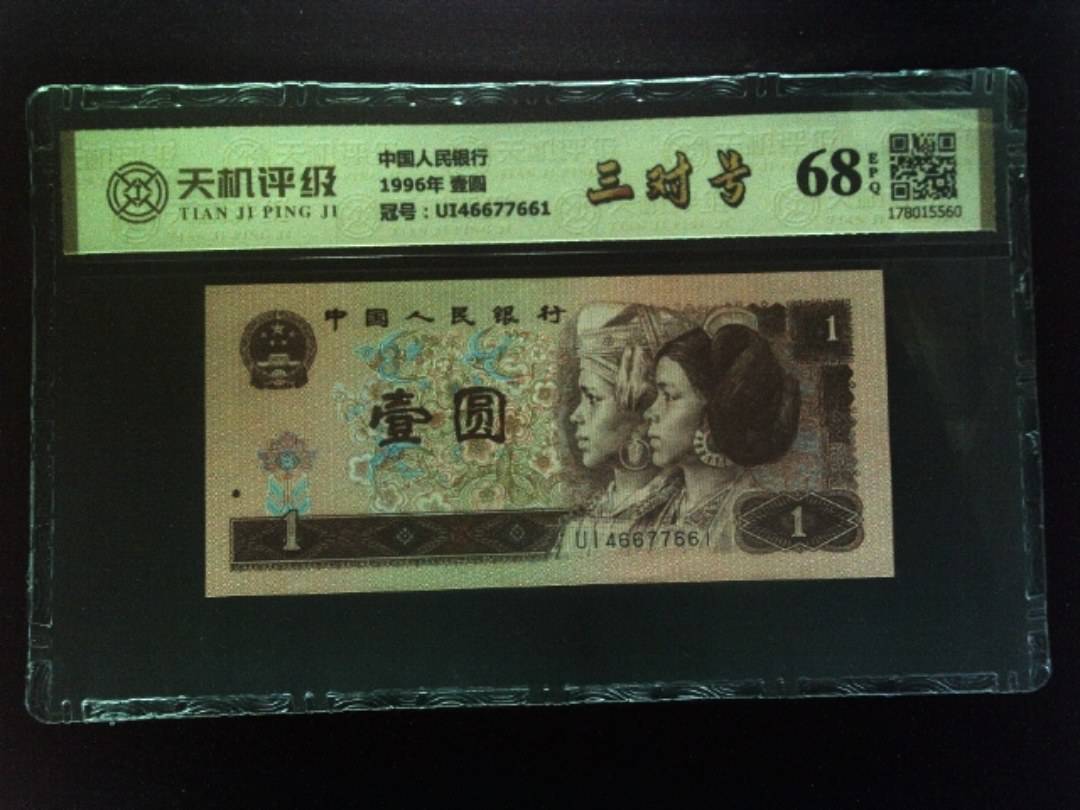 天机评级
TIAN JI PING JI
中国人民银行
1996年 壹圆
冠号：UI46677661
三对号
68
EPQ
178015560
中国人民银行
1
壹圆
1
UI46677661
1